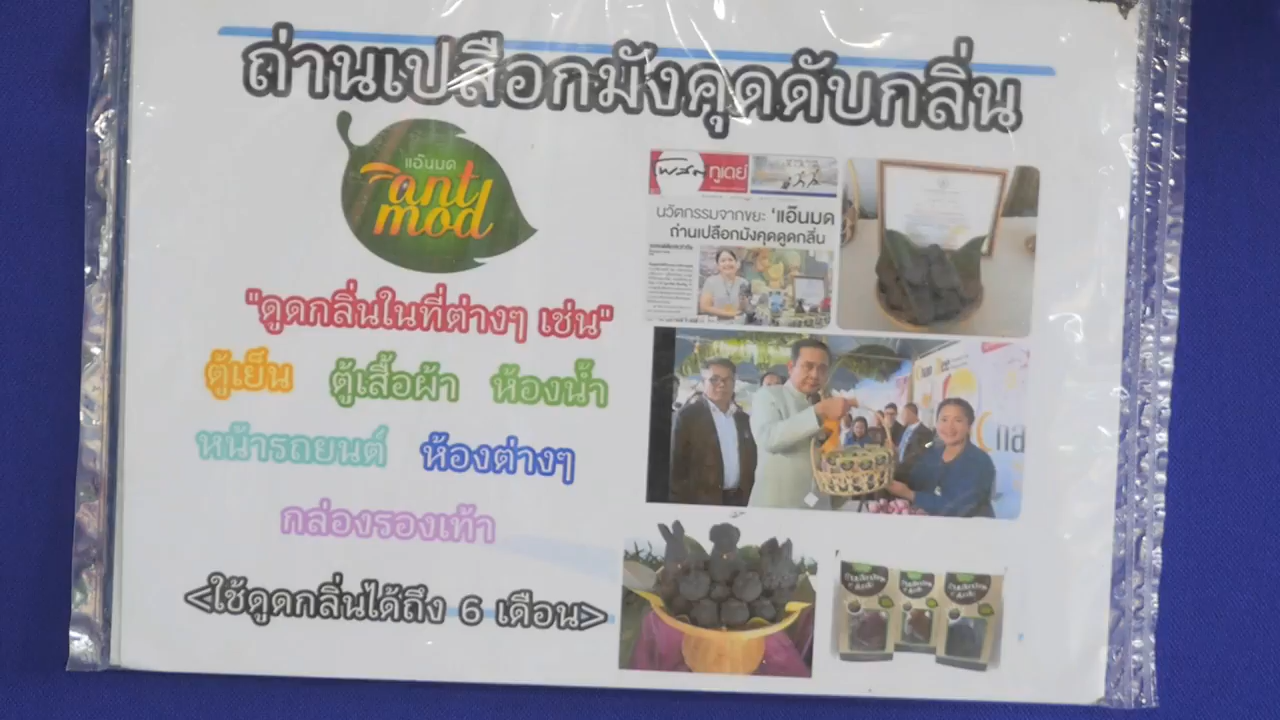 ถ่านเปลือกมังคุดดับกลิ่น
แอ๊นมด
ant
mod
"ดูดกลิ่นในที่ต่างๆ เช่น"
ตู้เย็น ตู้เสื้อผ้า ห้องน้ำ
หน้ารถยนต์ ห้องต่างๆ
กล่องรองเท้า
<ใช้ดูดกลิ่นได้ถึง 6 เดือน>
โพสต์ ทูเดย์
นวัตกรรมจากขยะ 'แอ๊นมด
ถ่านเปลือกมังคุดดูดกลิ่น